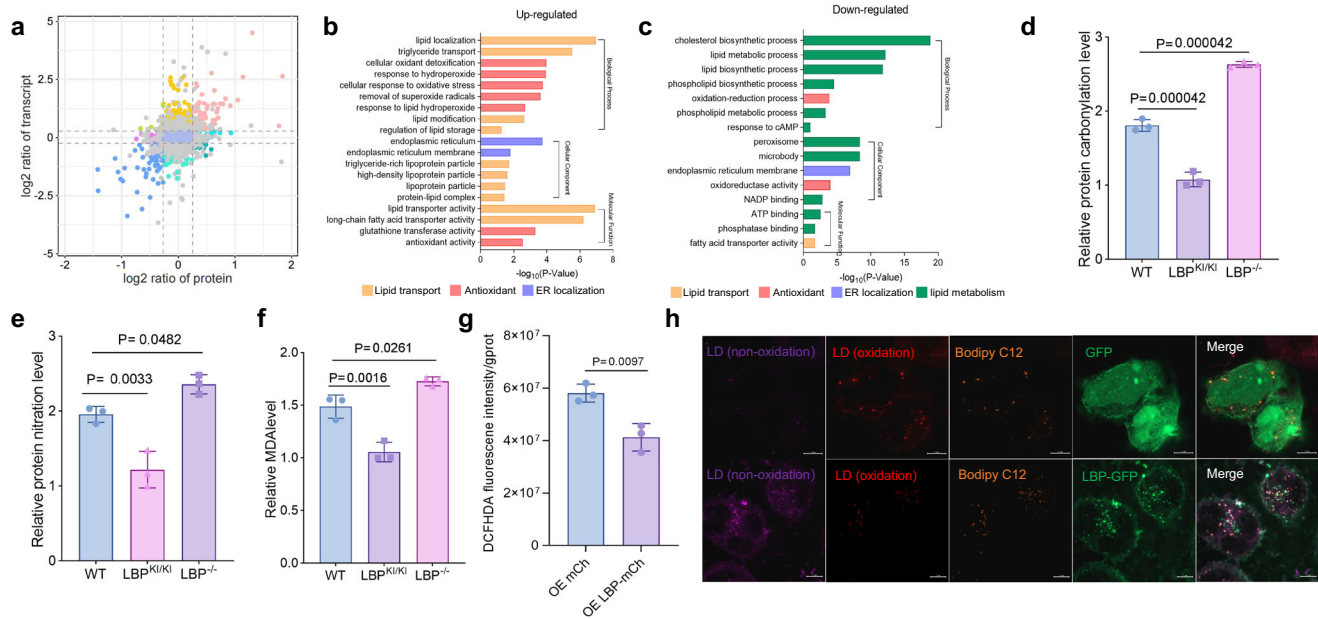 a
5
2.5
0
-2.5
-5
-2
-1
0
1
2
log2 ratio of transcript
log2 ratio of protein
b
Up-regulated
lipid localization
triglyceride transport
cellular oxidant detoxification
response to hydroperoxide
cellular response to oxidative stress
removal of superoxide radicals
response to lipid hydroperoxide
lipid modification
regulation of lipid storage
endoplasmic reticulum
endoplasmic reticulum membrane
triglyceride-rich lipoprotein particle
high-density lipoprotein particle
lipoprotein particle
protein-lipid complex
lipid transporter activity
long-chain fatty acid transporter activity
glutathione transferase activity
antioxidant activity
Biological Process
Cellular Component
Molecular Function
0 2 4 6 8
-log₁₀(P-Value)
Lipid transport Antioxidant ER localization
c
Down-regulated
cholesterol biosynthetic process
lipid metabolic process
lipid biosynthetic process
phospholipid biosynthetic process
oxidation-reduction process
phospholipid metabolic process
response to cAMP
peroxisome
microbody
endoplasmic reticulum membrane
oxidoreductase activity
NADP binding
ATP binding
phosphatase binding
fatty acid transporter activity
Biological Process
Cellular Component
Molecular Function
0 5 10 15 20
-log₁₀(P-Value)
Lipid transport Antioxidant ER localization lipid metabolism
d
Relative protein carbonylation level
3
2
1
0
P=0.000042
P=0.000042
WT LBP^KI/KI LBP^-/-
e
Relative protein nitration level
3
2
1
0
P= 0.0482
P= 0.0033
WT LBP^KI/KI LBP^-/-
f
Relative MDAlevel
2.0
1.5
1.0
0.5
0.0
P=0.0261
P=0.0016
WT LBP^KI/KI LBP^-/-
g
DCFHDA fluorescene intensity/gprot
8×10⁷
6×10⁷
4×10⁷
2×10⁷
0
P=0.0097
OE mCh
OE LBP-mCh
h
LD (non-oxidation) LD (oxidation) Bodipy C12 GFP Merge
LD (non-oxidation) LD (oxidation) Bodipy C12 LBP-GFP Merge